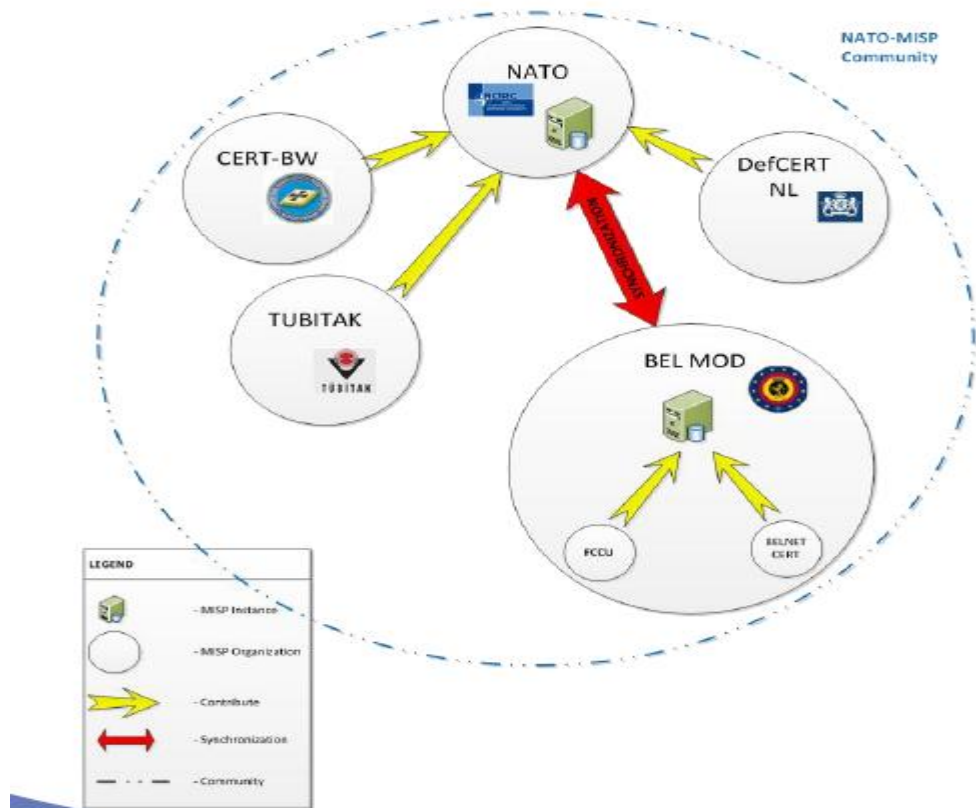 NATO-MISP
Community
NATO
CERT-BW
DefCERT
NL
SYNCHRONIZATION
TUBITAK
TÜBİTAK
BEL MOD
FCCU
BELNET
CERT
LEGEND
- MISP Instance
- MISP Organization
- Contribute
- Synchronization
- Community